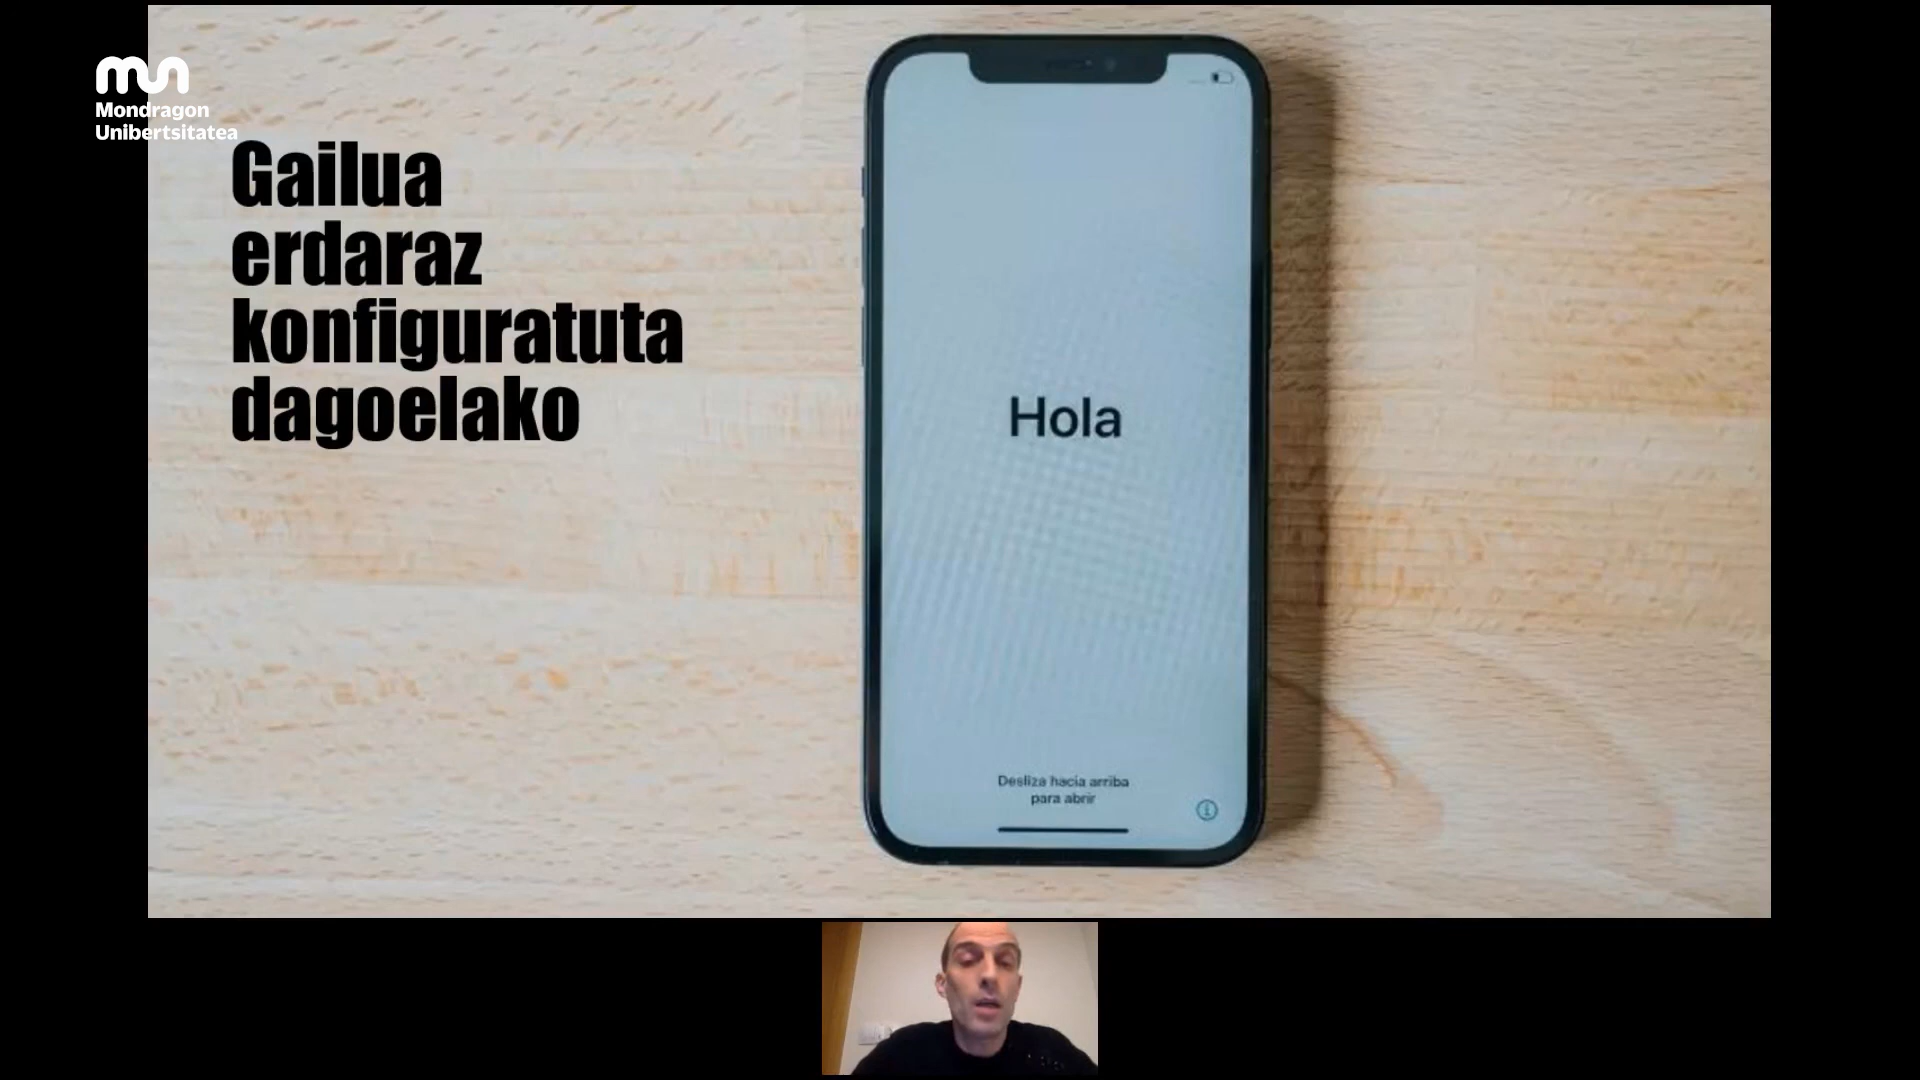 Mondragon
Unibertsitatea
Gailua
erdaraz
konfiguratuta
dagoelako
Hola
Desliza hacia arriba
para abrir